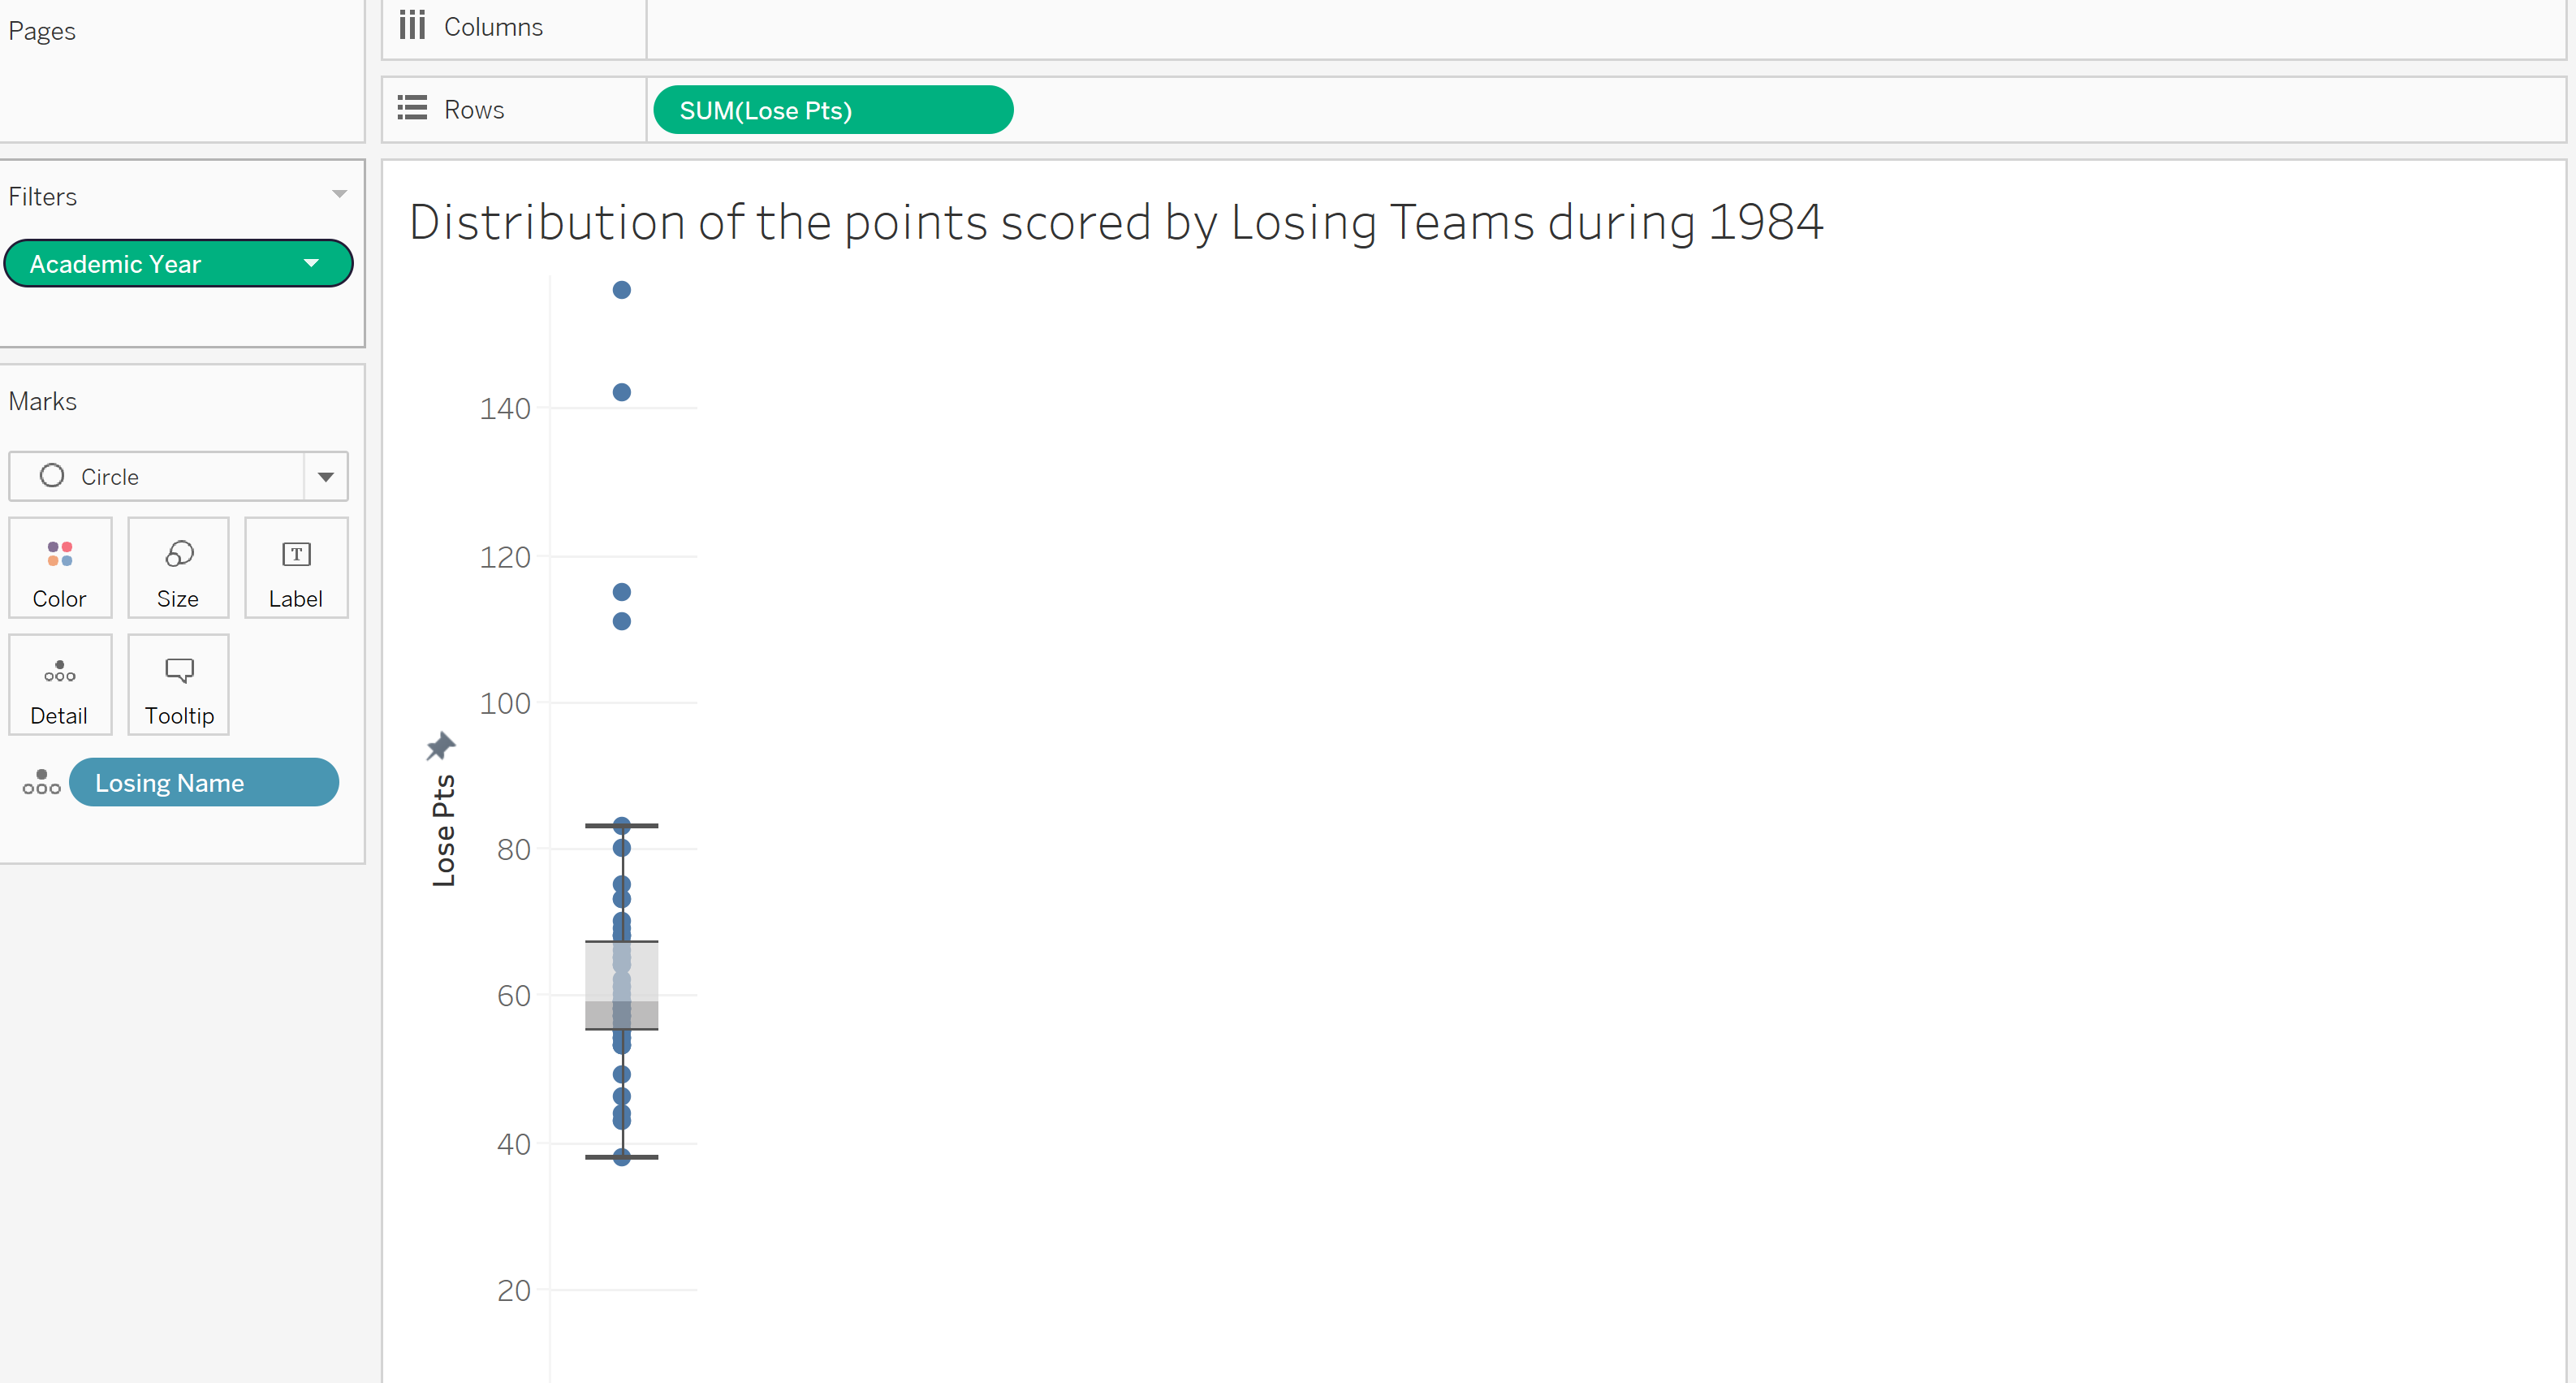 Pages
Columns
Rows
SUM(Lose Pts)
Filters
Academic Year
Marks
Circle
Color
Size
T
Label
Detail
Tooltip
Losing Name
Distribution of the points scored by Losing Teams during 1984
Lose Pts
140
120
100
80
60
40
20